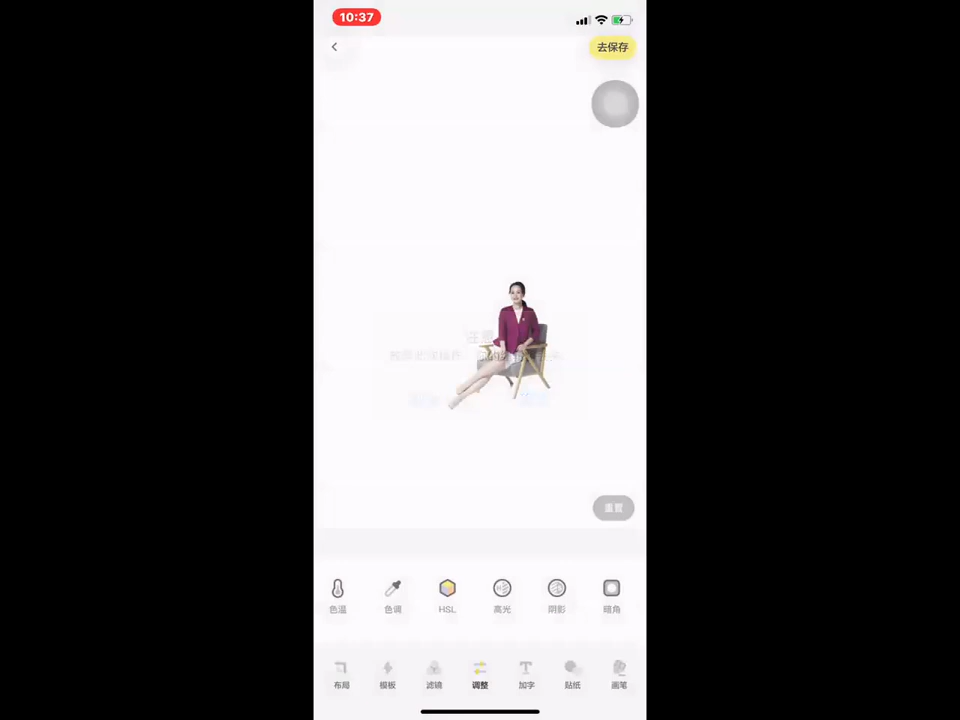 10:37
去保存
重置
色温
色调
HSL
高光
阴影
暗角
布局
模板
滤镜
调整
加字
贴纸
画笔